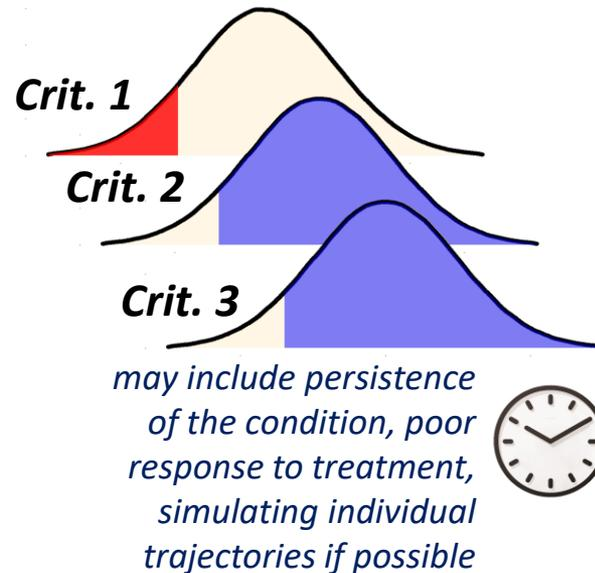 Crit. 1
Crit. 2
Crit. 3
may include persistence
of the condition, poor
response to treatment,
simulating individual
trajectories if possible